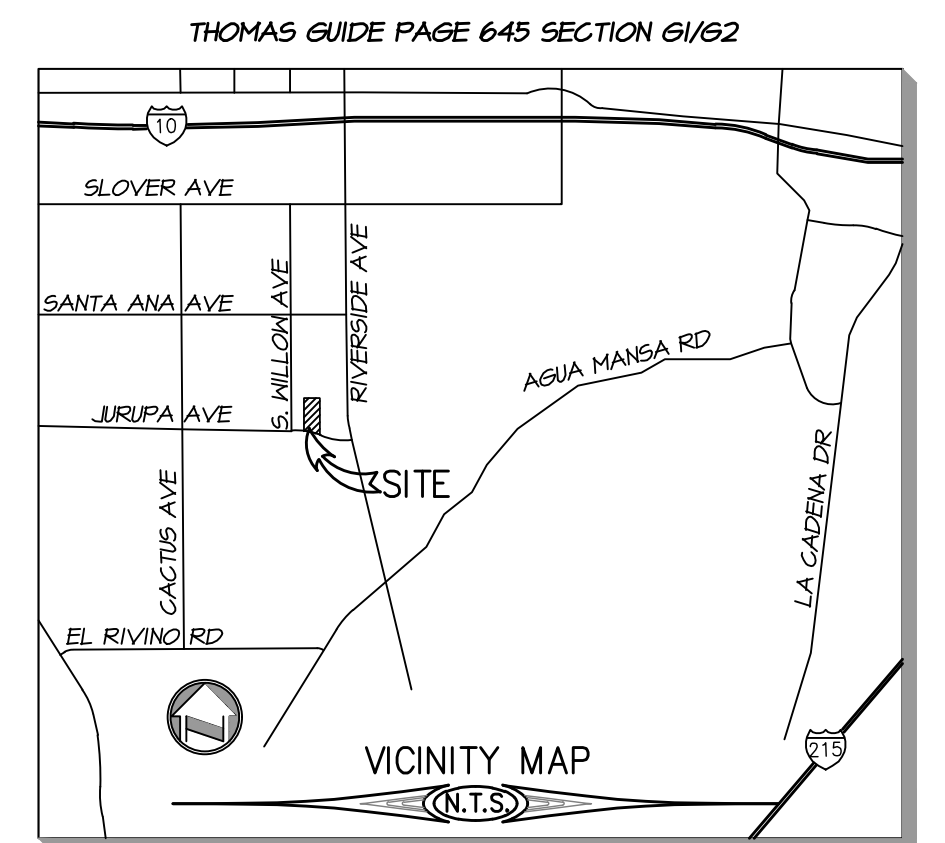 THOMAS GUIDE PAGE 645 SECTION G1/G2
10
SLOVER AVE
SANTA ANA AVE
S. WILLOW AVE
RIVERSIDE AVE
AGUA MANSA RD
JURUPA AVE
SITE
CACTUS AVE
LA CADENA DR
EL RIVINO RD
N
215
VICINITY MAP
N.T.S.